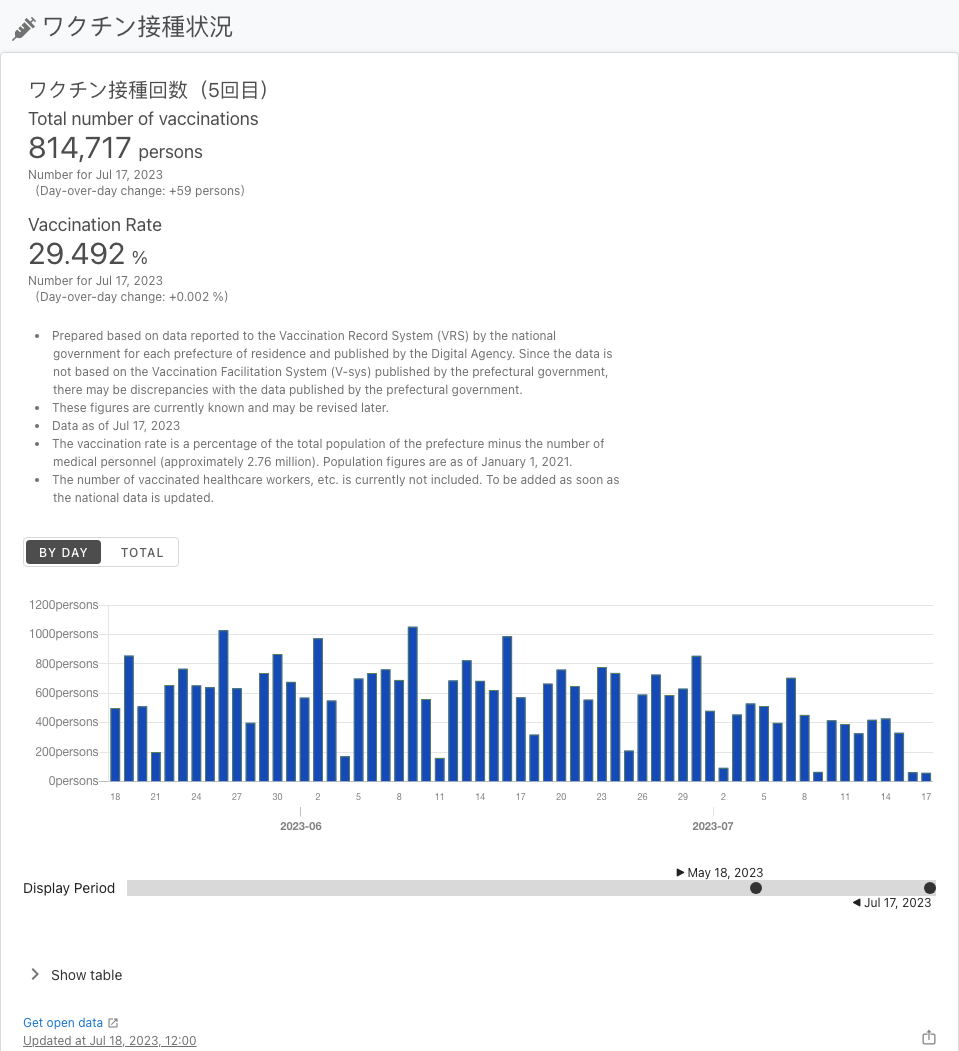 ワクチン接種状況
ワクチン接種回数（5回目）
Total number of vaccinations
814,717 persons
Number for Jul 17, 2023
(Day-over-day change: +59 persons)
Vaccination Rate
29.492 %
Number for Jul 17, 2023
(Day-over-day change: +0.002 %)
• Prepared based on data reported to the Vaccination Record System (VRS) by the national
government for each prefecture of residence and published by the Digital Agency. Since the data is
not based on the Vaccination Facilitation System (V-sys) published by the prefectural government,
there may be discrepancies with the data published by the prefectural government.
• These figures are currently known and may be revised later.
• Data as of Jul 17, 2023
• The vaccination rate is a percentage of the total population of the prefecture minus the number of
medical personnel (approximately 2.76 million). Population figures are as of January 1, 2021.
• The number of vaccinated healthcare workers, etc. is currently not included. To be added as soon as
the national data is updated.
BY DAY TOTAL
1200persons
1000persons
800persons
600persons
400persons
200persons
0persons
18 21 24 27 30 2 5 8 11 14 17 20 23 26 29 2 5 8 11 14 17
2023-06 2023-07
▶ May 18, 2023
Display Period
◀ Jul 17, 2023
Show table
Get open data
Updated at Jul 18, 2023, 12:00